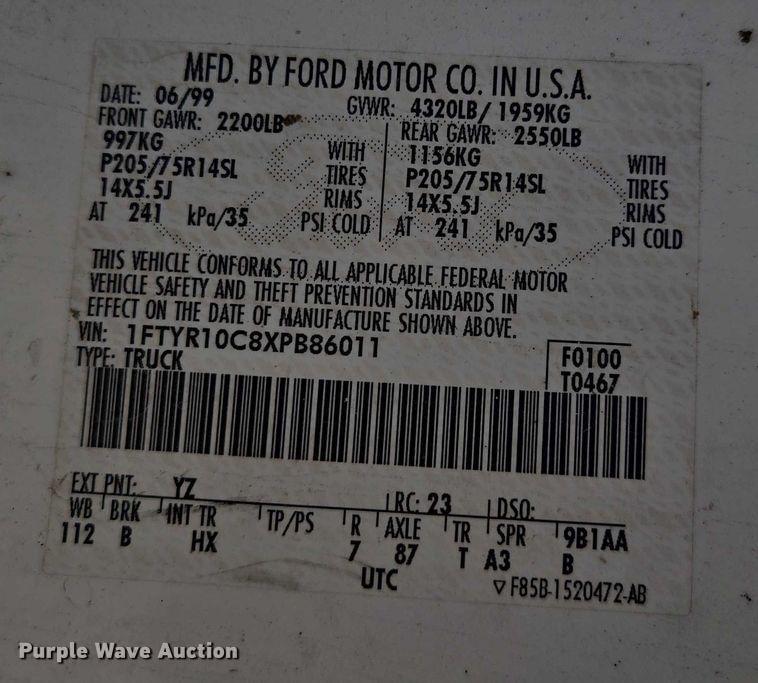 MFD. BY FORD MOTOR CO. IN U.S.A.
DATE: 06/99 GVWR: 4320LB/ 1959KG
FRONT GAWR: 2200LB REAR GAWR: 2550LB
997KG WITH 1156KG WITH
P205/75R14SL TIRES P205/75R14SL TIRES
14X5.5J RIMS 14X5.5J RIMS
AT 241 kPa/35 PSI COLD AT 241 kPa/35 PSI COLD
THIS VEHICLE CONFORMS TO ALL APPLICABLE FEDERAL MOTOR
VEHICLE SAFETY AND THEFT PREVENTION STANDARDS IN
EFFECT ON THE DATE OF MANUFACTURE SHOWN ABOVE.
VIN: 1FTYR10C8XPB86011
TYPE: TRUCK
F0100
T0467
EXT PNT: YZ RC: 23 DSO:
WB BRK INT TR TP/PS R AXLE TR SPR 9B1AA
112 B HX 7 87 T A3 B
UTC ▽ F85B-1520472-AB
Purple Wave Auction